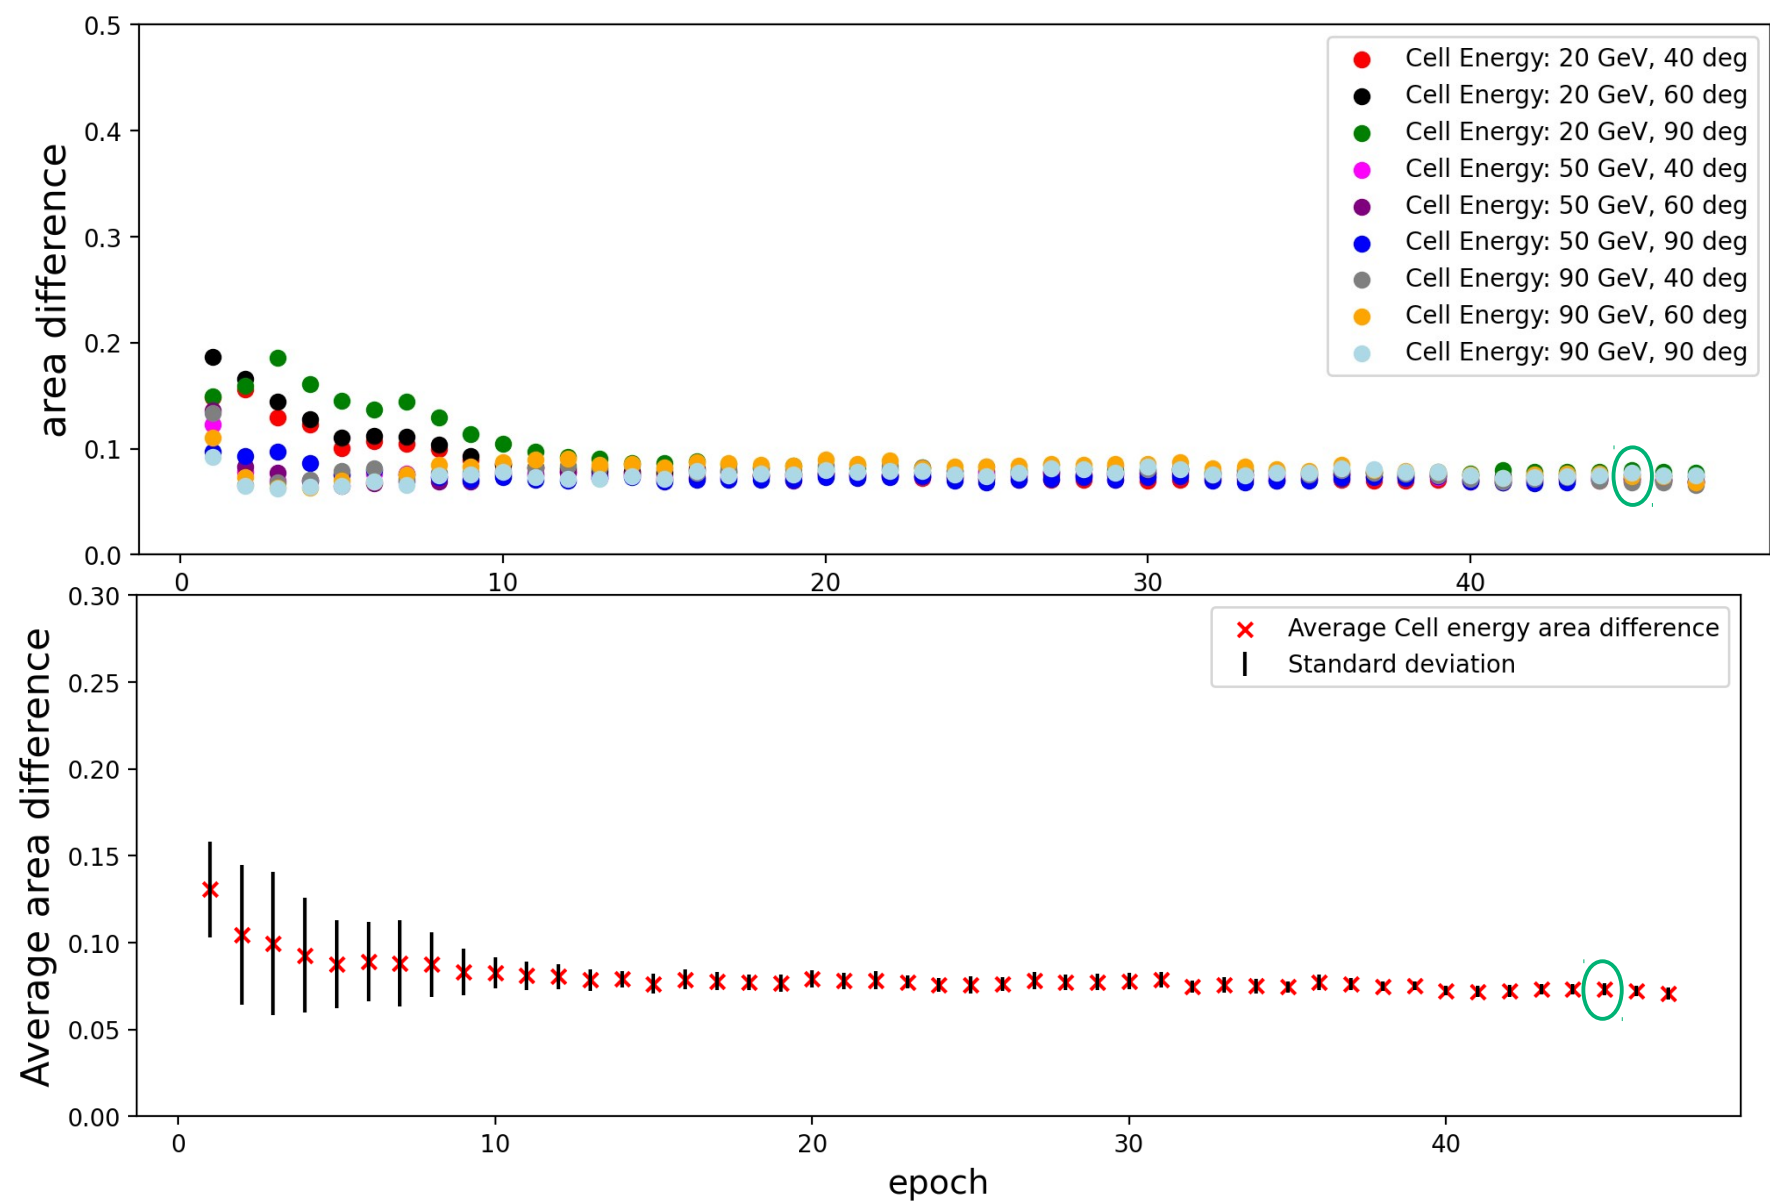 0.5
0.4
0.3
0.2
0.1
0.0
area difference
Cell Energy: 20 GeV, 40 deg
Cell Energy: 20 GeV, 60 deg
Cell Energy: 20 GeV, 90 deg
Cell Energy: 50 GeV, 40 deg
Cell Energy: 50 GeV, 60 deg
Cell Energy: 50 GeV, 90 deg
Cell Energy: 90 GeV, 40 deg
Cell Energy: 90 GeV, 60 deg
Cell Energy: 90 GeV, 90 deg
0 10 20 30 40
0.30
0.25
0.20
0.15
0.10
0.05
0.00
Average area difference
Average Cell energy area difference
Standard deviation
0 10 20 30 40
epoch